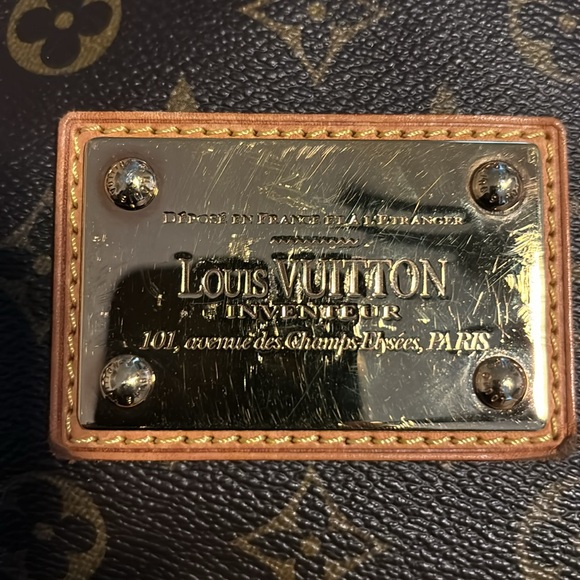 DÉPOSÉ EN FRANCE ET A L'ETRANGER
LOUIS VUITTON
INVENTEUR
101, avenue des Champs-Elysées, PARIS